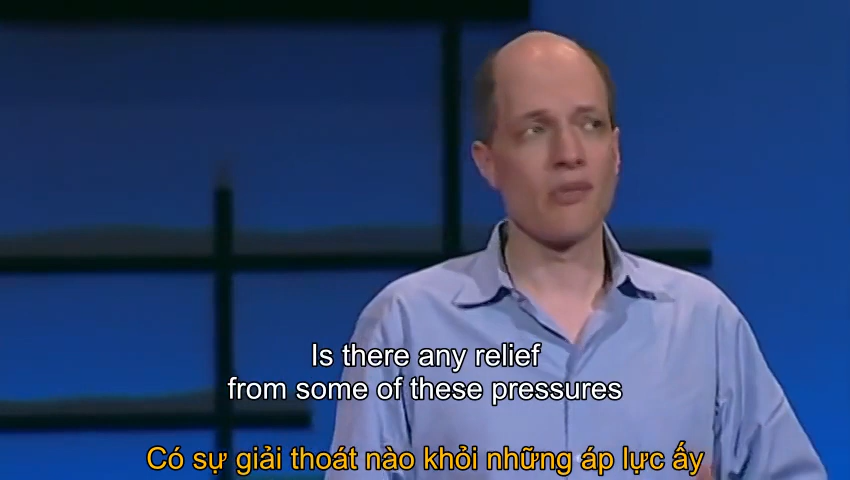 Is there any relief
from some of these pressures
Có sự giải thoát nào khỏi những áp lực ấy